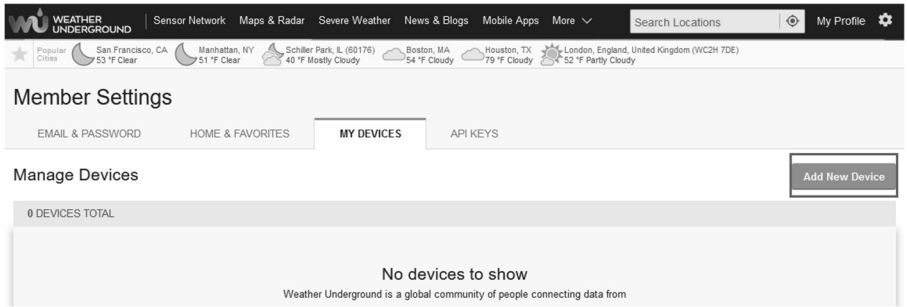 WEATHER UNDERGROUND
Sensor Network Maps & Radar Severe Weather News & Blogs Mobile Apps More Search Locations My Profile
Popular Cities San Francisco, CA 53 °F Clear Manhattan, NY 51 °F Clear Schiller Park, IL (60176) 40 °F Mostly Cloudy Boston, MA 54 °F Cloudy Houston, TX 79 °F Cloudy London, England, United Kingdom (WC2H 7DE) 52 °F Partly Cloudy
Member Settings
EMAIL & PASSWORD HOME & FAVORITES MY DEVICES API KEYS
Manage Devices Add New Device
0 DEVICES TOTAL
No devices to show
Weather Underground is a global community of people connecting data from